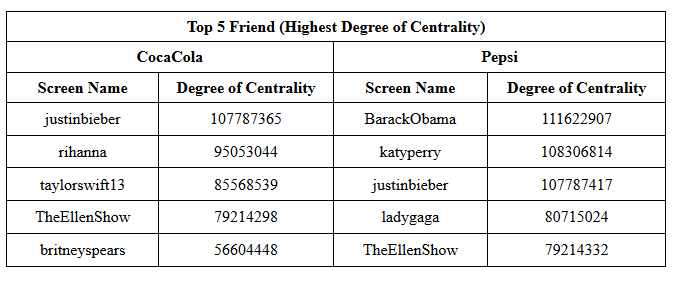 Top 5 Friend (Highest Degree of Centrality)
CocaCola Pepsi
Screen Name Degree of Centrality Screen Name Degree of Centrality
justinbieber 107787365 BarackObama 111622907
rihanna 95053044 katyperry 108306814
taylorswift13 85568539 justinbieber 107787417
TheEllenShow 79214298 ladygaga 80715024
britneyspears 56604448 TheEllenShow 79214332